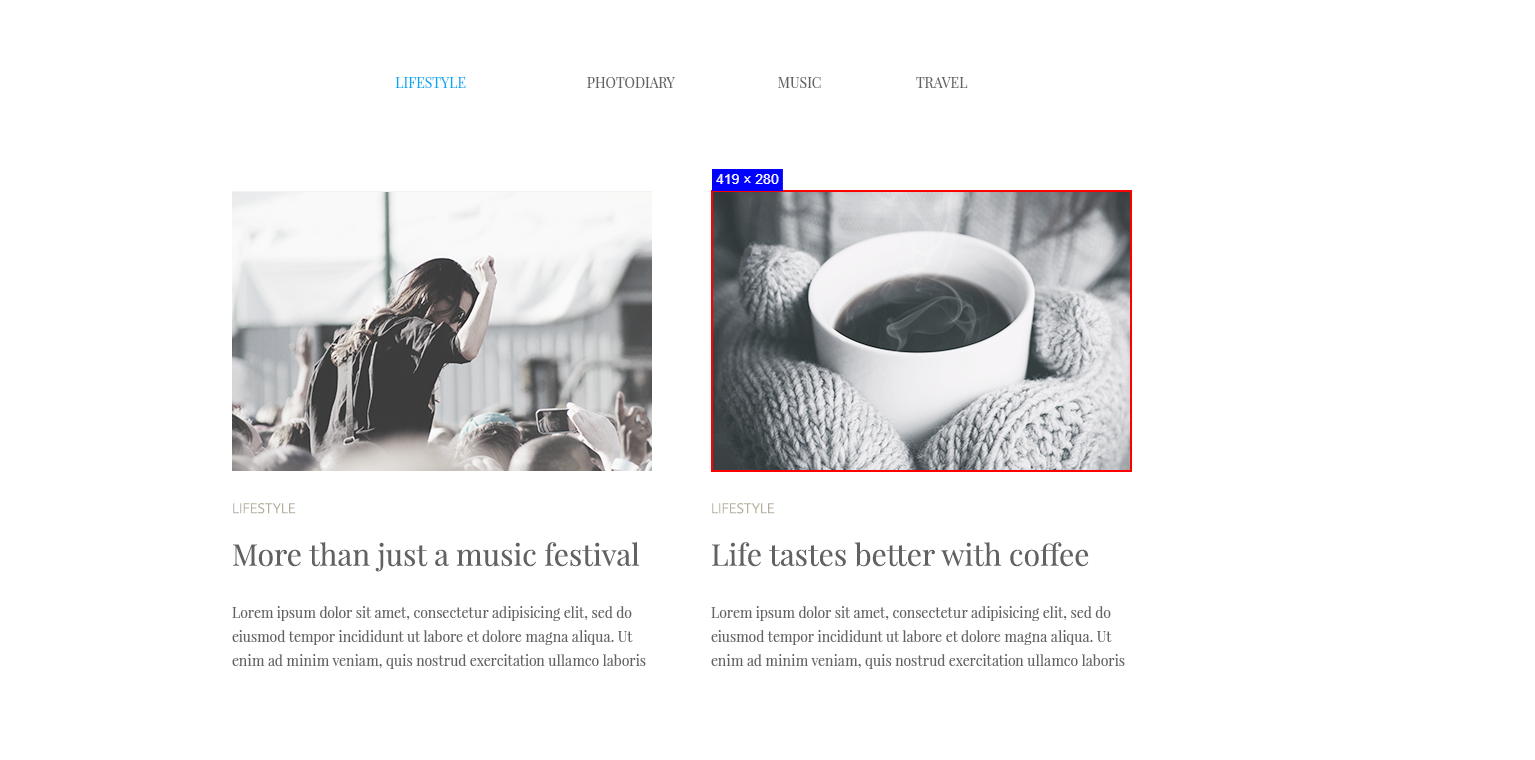 LIFESTYLE PHOTODIARY MUSIC TRAVEL
419 × 280
LIFESTYLE
More than just a music festival
Lorem ipsum dolor sit amet, consectetur adipisicing elit, sed do
eiusmod tempor incididunt ut labore et dolore magna aliqua. Ut
enim ad minim veniam, quis nostrud exercitation ullamco laboris
LIFESTYLE
Life tastes better with coffee
Lorem ipsum dolor sit amet, consectetur adipisicing elit, sed do
eiusmod tempor incididunt ut labore et dolore magna aliqua. Ut
enim ad minim veniam, quis nostrud exercitation ullamco laboris